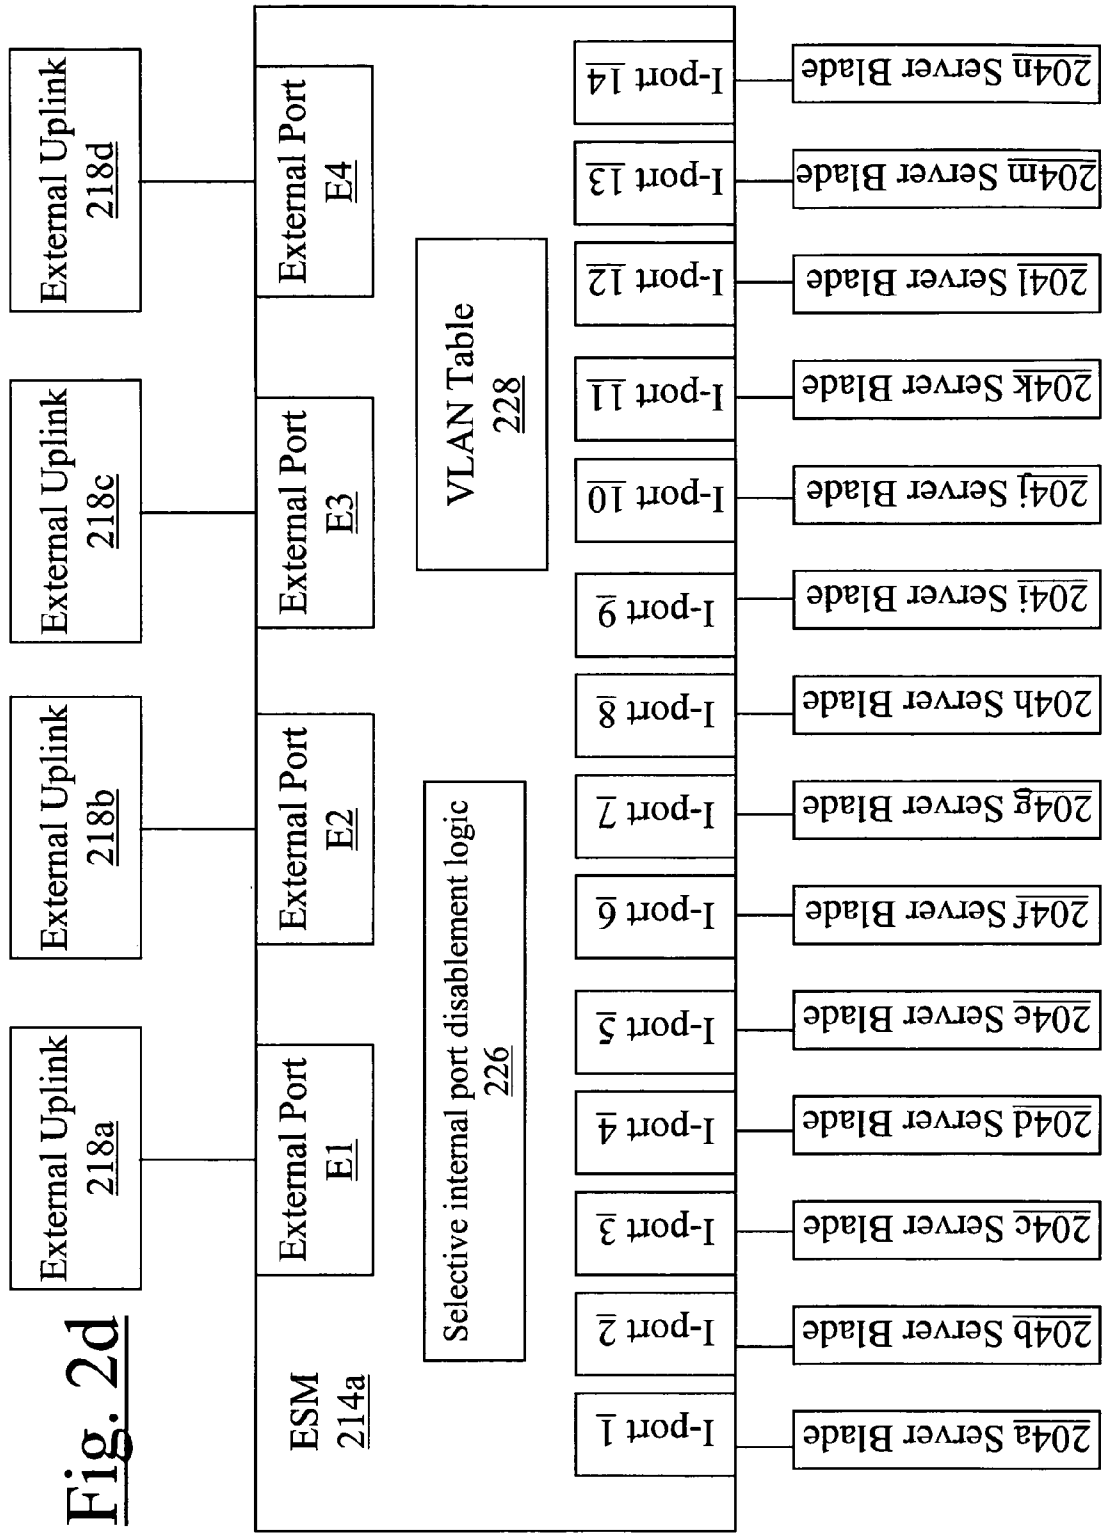 Fig. 2d
External Uplink
218a
External Uplink
218b
External Uplink
218c
External Uplink
218d
ESM
214a
External Port
E1
External Port
E2
External Port
E3
External Port
E4
Selective internal port disablement logic
226
VLAN Table
228
I-port 1
I-port 2
I-port 3
I-port 4
I-port 5
I-port 6
I-port 7
I-port 8
I-port 9
I-port 10
I-port 11
I-port 12
I-port 13
I-port 14
204a Server Blade
204b Server Blade
204c Server Blade
204d Server Blade
204e Server Blade
204f Server Blade
204g Server Blade
204h Server Blade
204i Server Blade
204j Server Blade
204k Server Blade
204l Server Blade
204m Server Blade
204n Server Blade